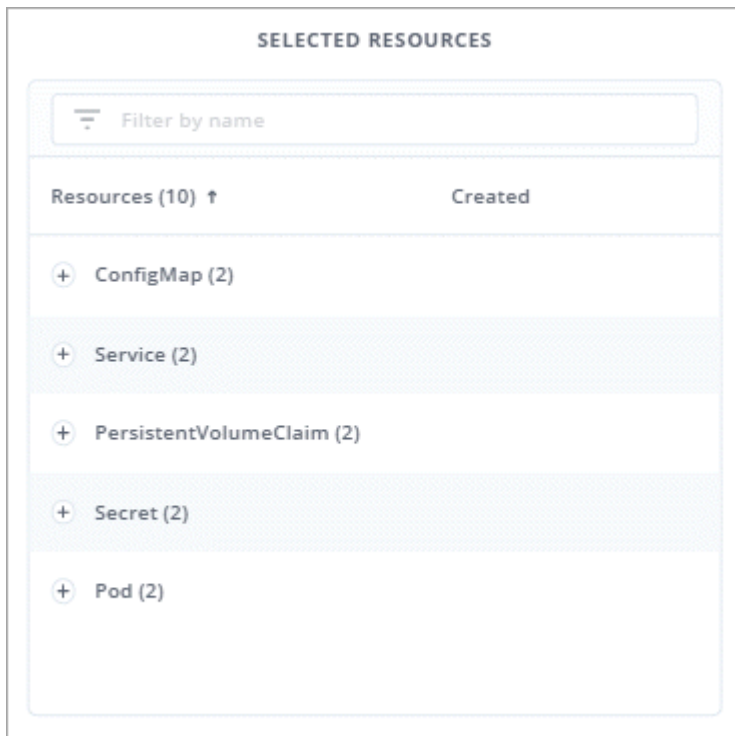 SELECTED RESOURCES
Filter by name
Resources (10) ↑ Created
ConfigMap (2)
Service (2)
PersistentVolumeClaim (2)
Secret (2)
Pod (2)